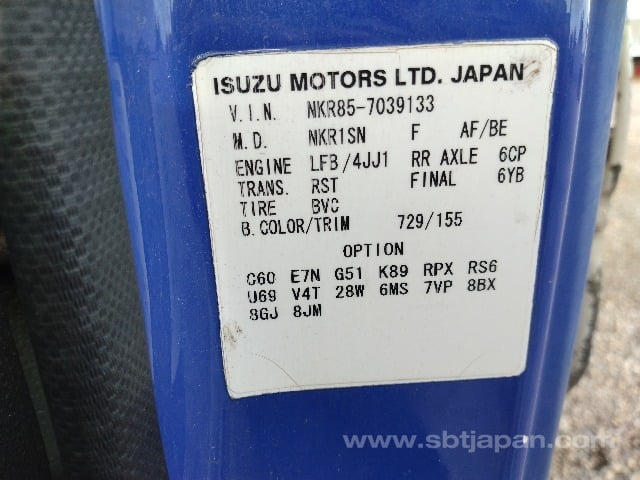 ISUZU MOTORS LTD. JAPAN
V.I.N. NKR85-7039133
M.D. NKR1SN F AF/BE
ENGINE LFB/4JJ1 RR AXLE 6CP
TRANS. RST FINAL 6YB
TIRE BVC
B.COLOR/TRIM 729/155
OPTION
C60 E7N G51 K89 RPX RS6
U69 V4T 28W 6MS 7VP 8BX
8GJ 8JM
www.sbtjapan.com